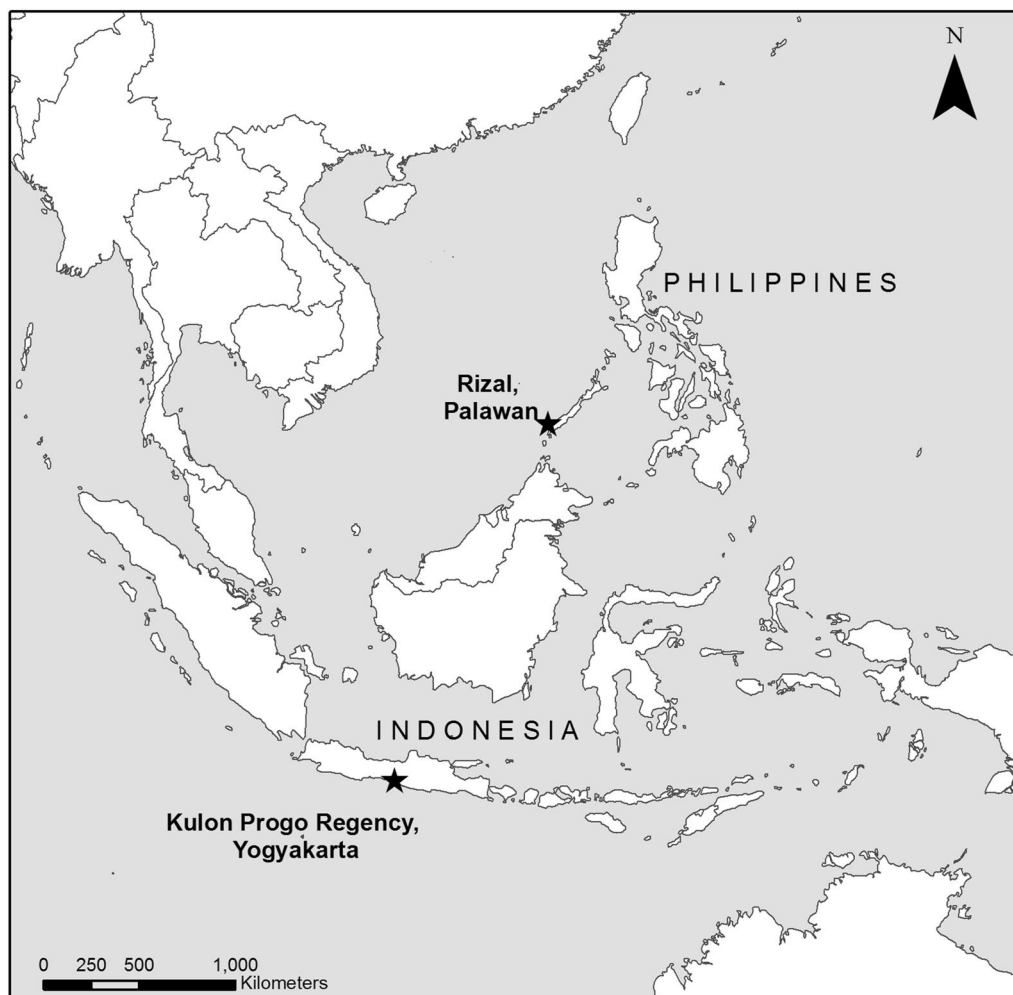 N
PHILIPPINES
Rizal,
Palawan
INDONESIA
Kulon Progo Regency,
Yogyakarta
0 250 500 1,000
Kilometers